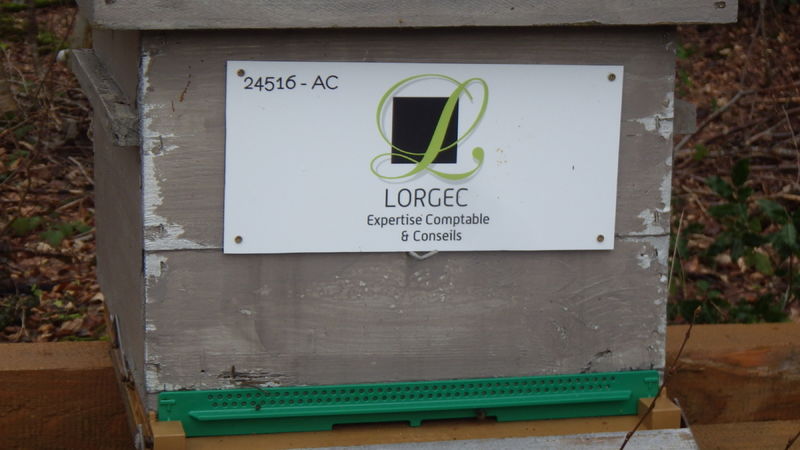 24516 - AC
L
LORGEC
Expertise Comptable
& Conseils